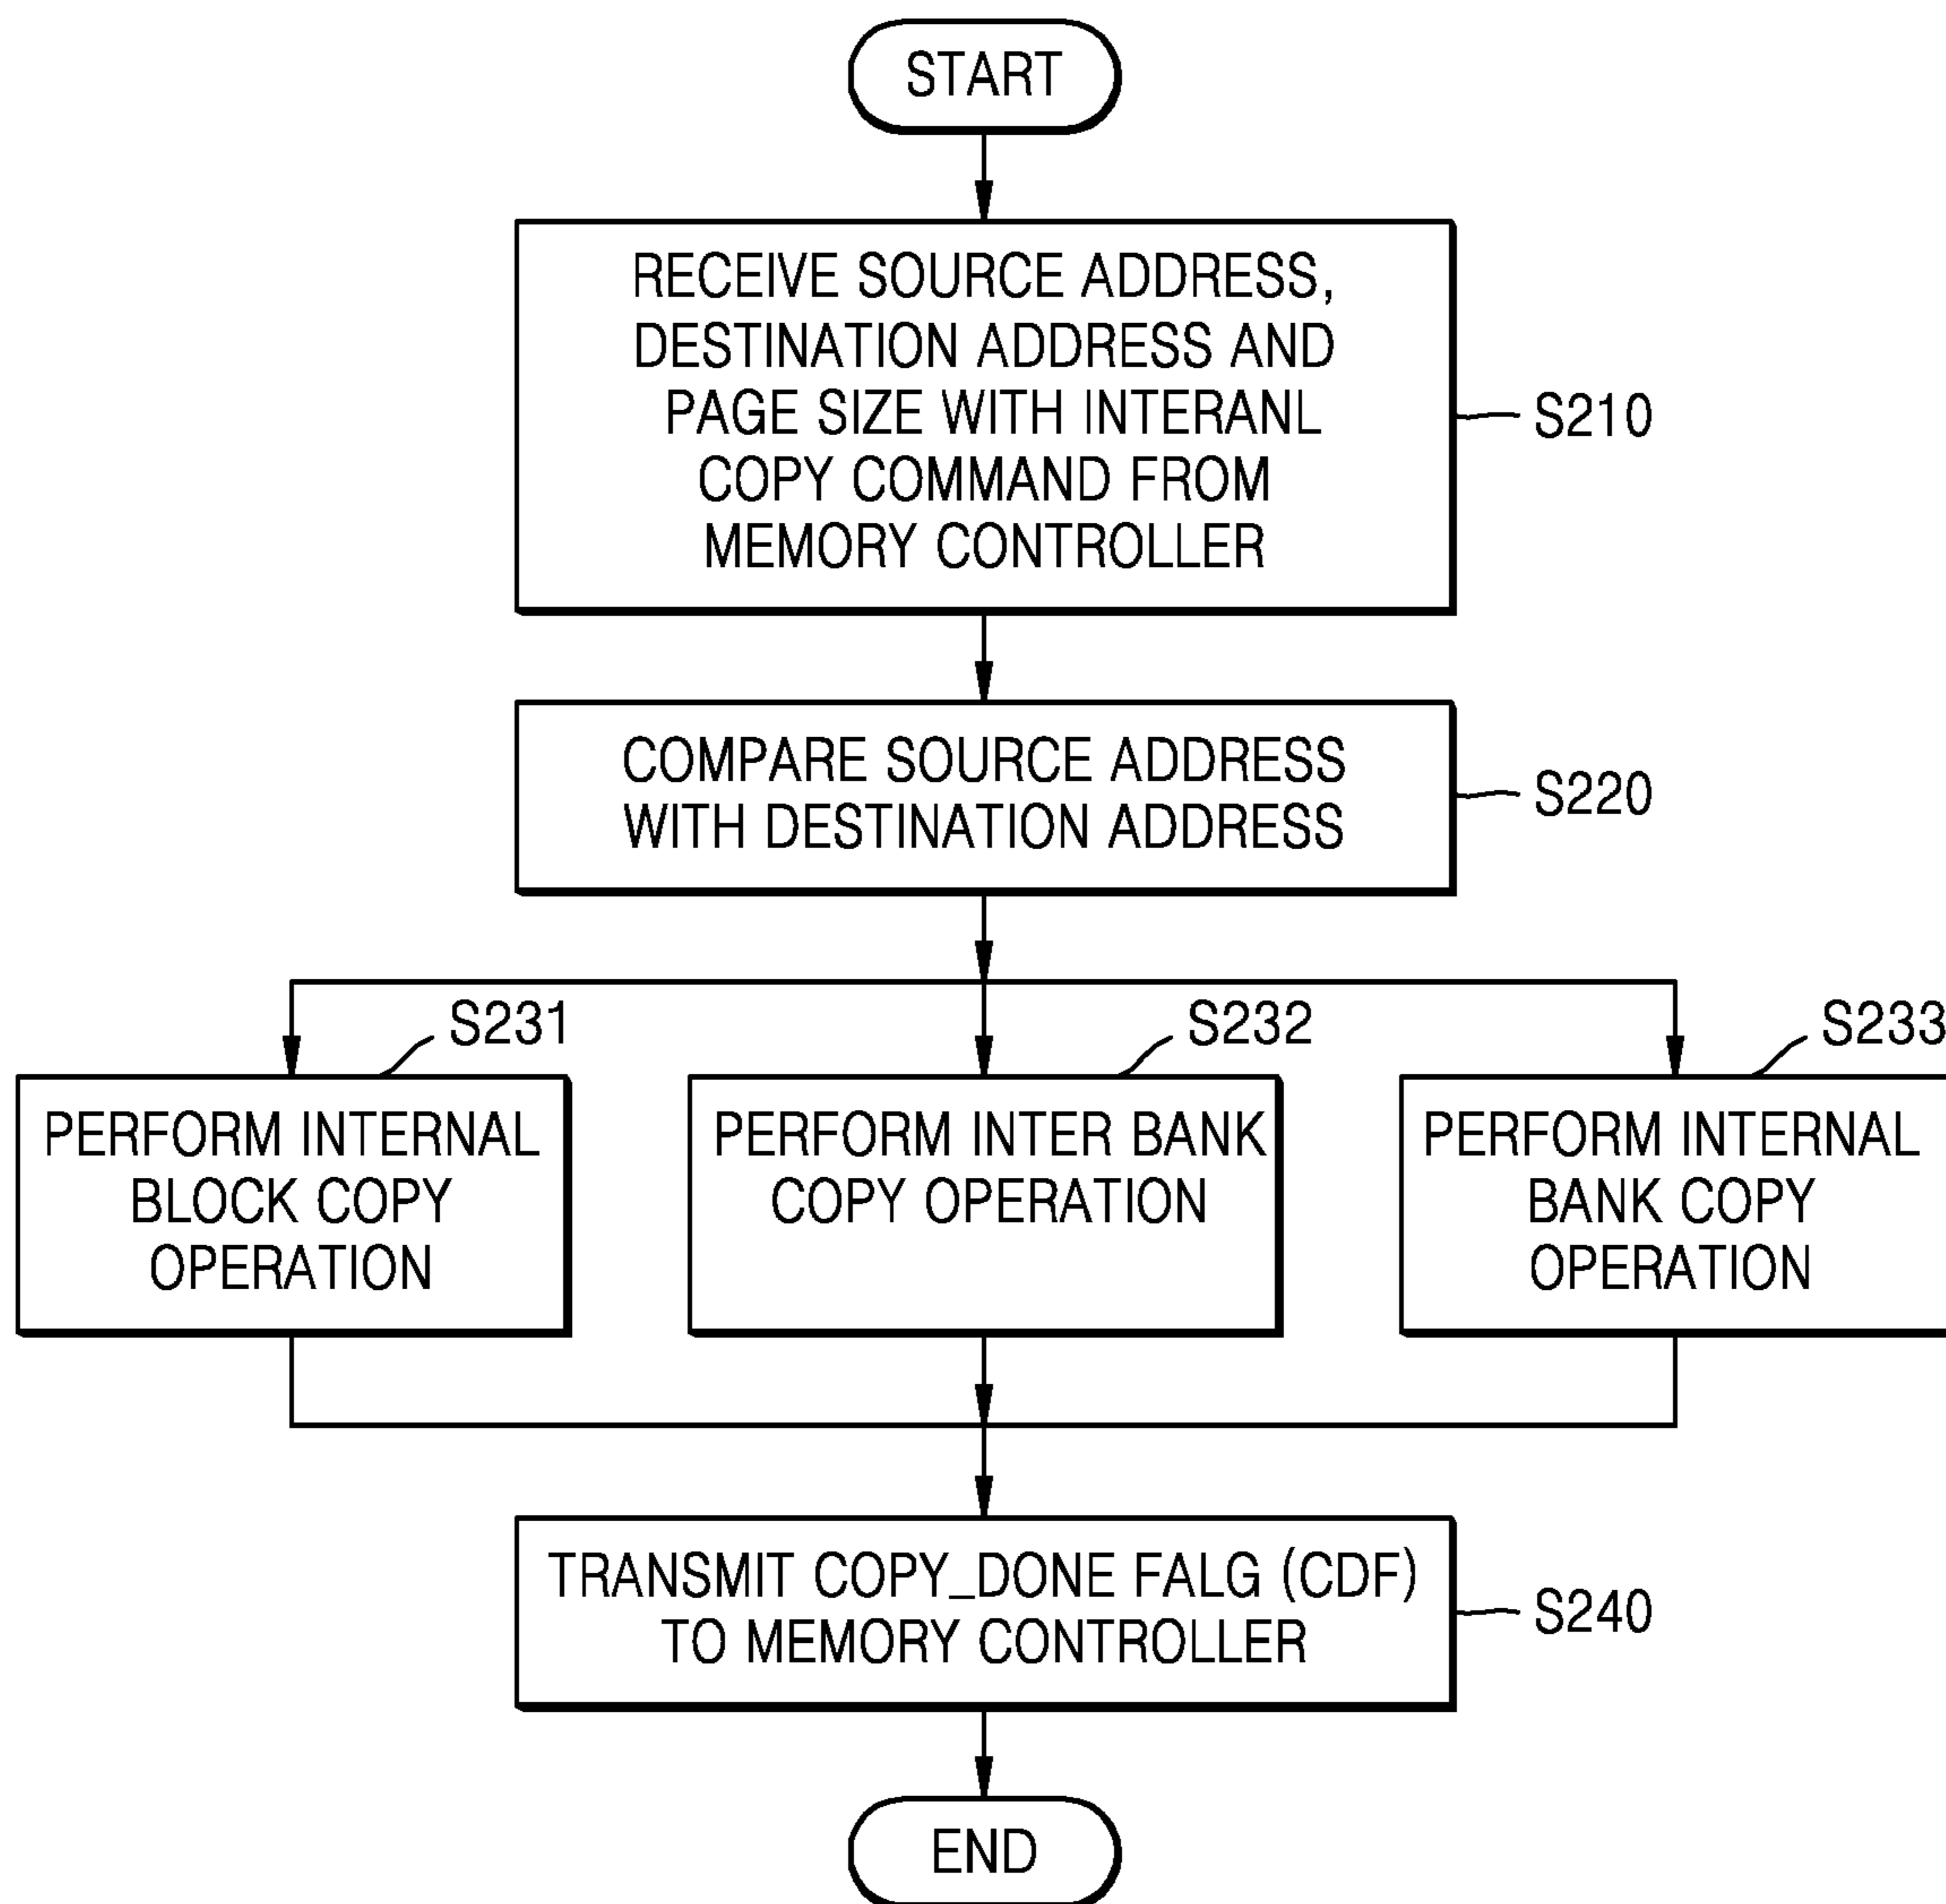 START
RECEIVE SOURCE ADDRESS,
DESTINATION ADDRESS AND
PAGE SIZE WITH INTERANL
COPY COMMAND FROM
MEMORY CONTROLLER
S210
COMPARE SOURCE ADDRESS
WITH DESTINATION ADDRESS
S220
S231
PERFORM INTERNAL
BLOCK COPY
OPERATION
S232
PERFORM INTER BANK
COPY OPERATION
S233
PERFORM INTERNAL
BANK COPY
OPERATION
TRANSMIT COPY_DONE FALG (CDF)
TO MEMORY CONTROLLER
S240
END